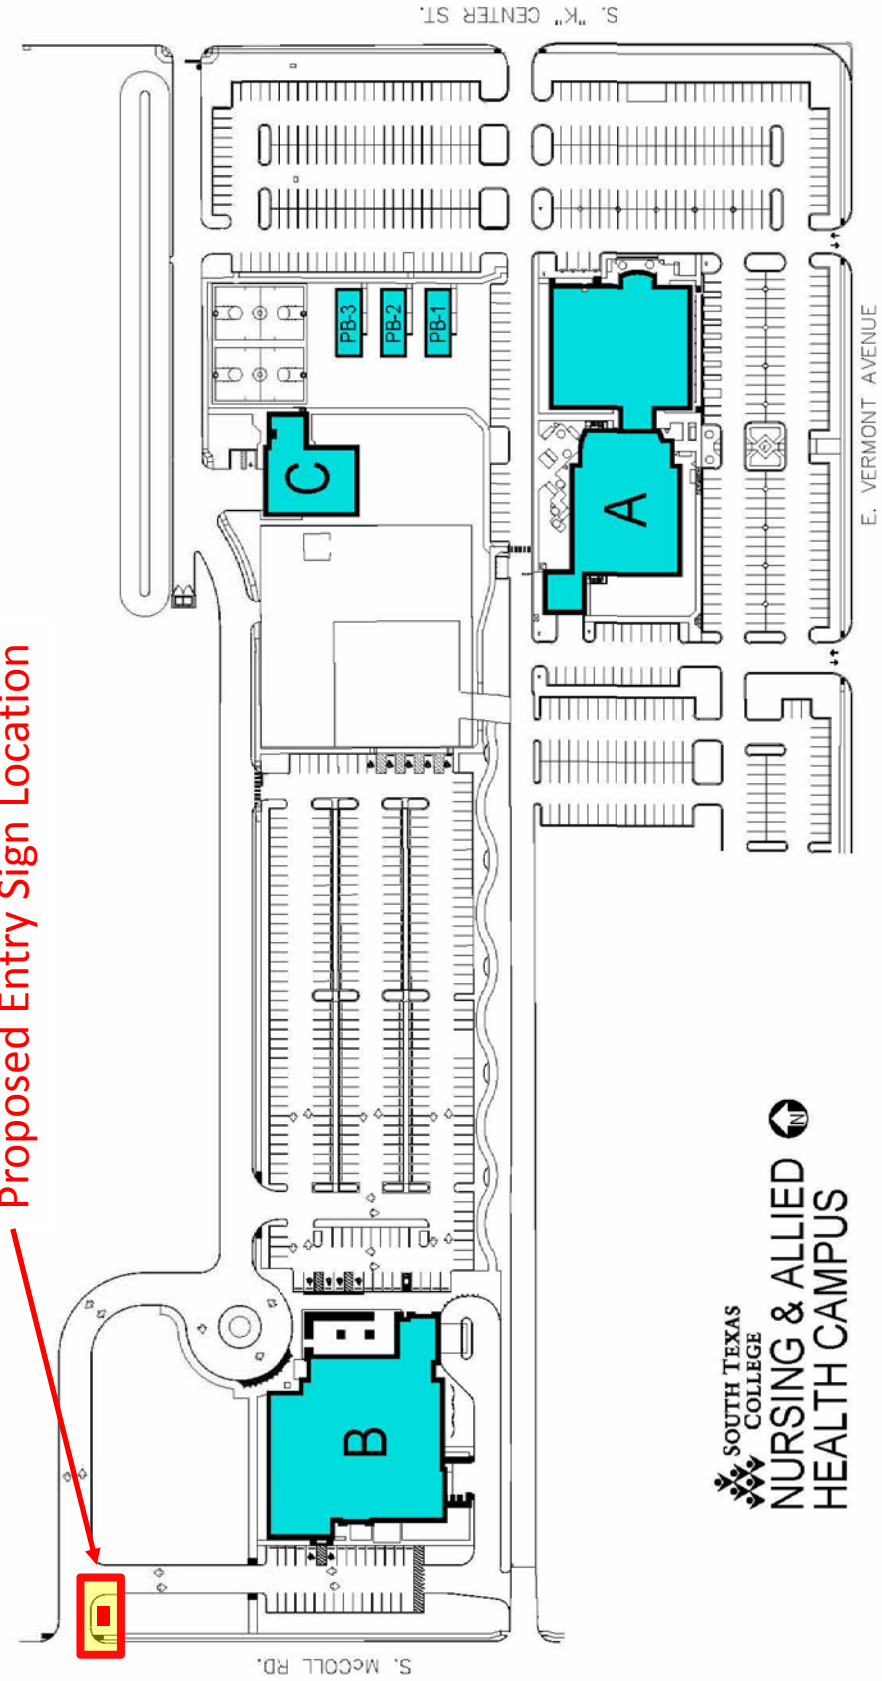 Proposed Entry Sign Location
S. "K" CENTER ST.
PB-3
PB-2
PB-1
C
A
E. VERMONT AVENUE
B
S. McCOLL RD.
SOUTH TEXAS
COLLEGE
NURSING & ALLIED
HEALTH CAMPUS
N